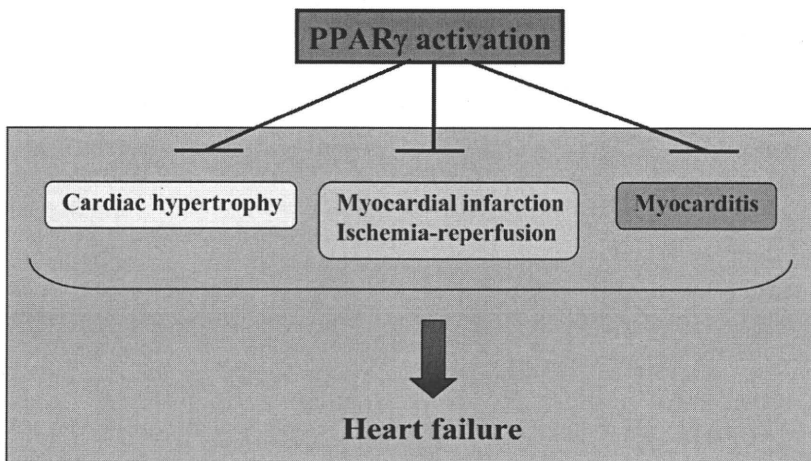 PPARγ activation
Cardiac hypertrophy
Myocardial infarction
Ischemia-reperfusion
Myocarditis
Heart failure